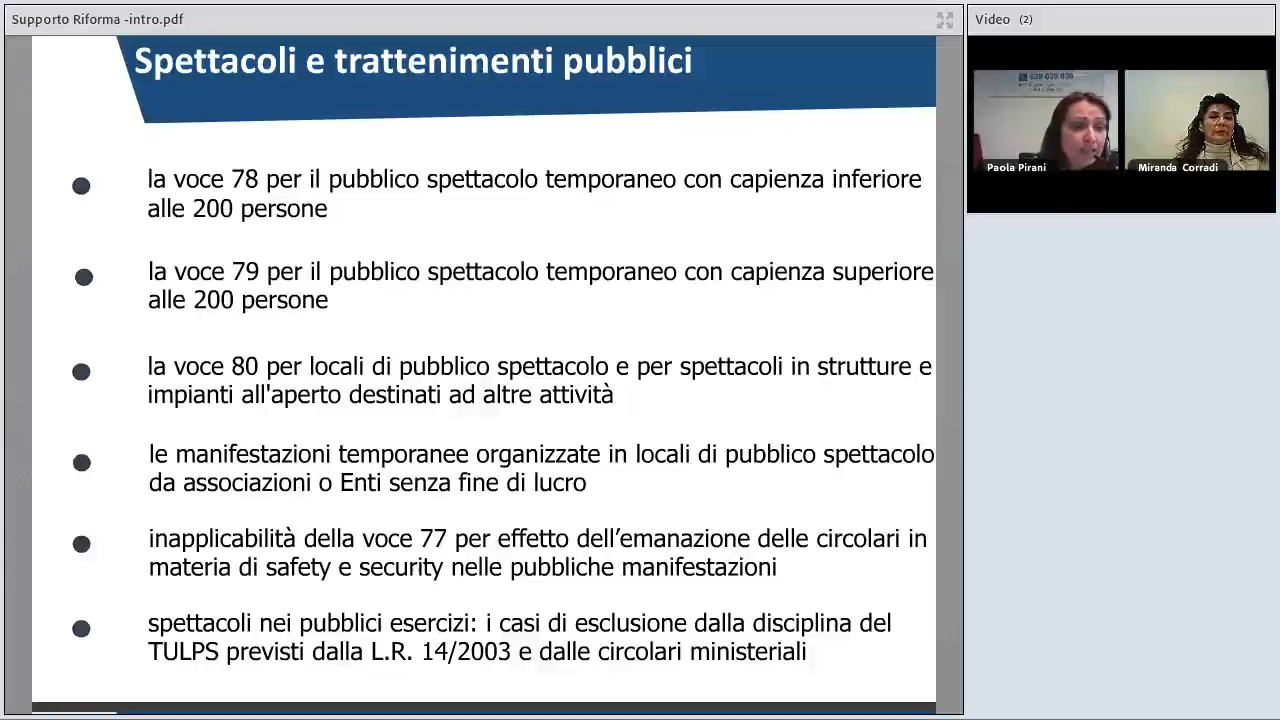 Supporto Riforma -intro.pdf
Video (2)
Spettacoli e trattenimenti pubblici
Paola Pirani
Miranda Corradi
la voce 78 per il pubblico spettacolo temporaneo con capienza inferiore
alle 200 persone
la voce 79 per il pubblico spettacolo temporaneo con capienza superiore
alle 200 persone
la voce 80 per locali di pubblico spettacolo e per spettacoli in strutture e
impianti all'aperto destinati ad altre attività
le manifestazioni temporanee organizzate in locali di pubblico spettacolo
da associazioni o Enti senza fine di lucro
inapplicabilità della voce 77 per effetto dell’emanazione delle circolari in
materia di safety e security nelle pubbliche manifestazioni
spettacoli nei pubblici esercizi: i casi di esclusione dalla disciplina del
TULPS previsti dalla L.R. 14/2003 e dalle circolari ministeriali